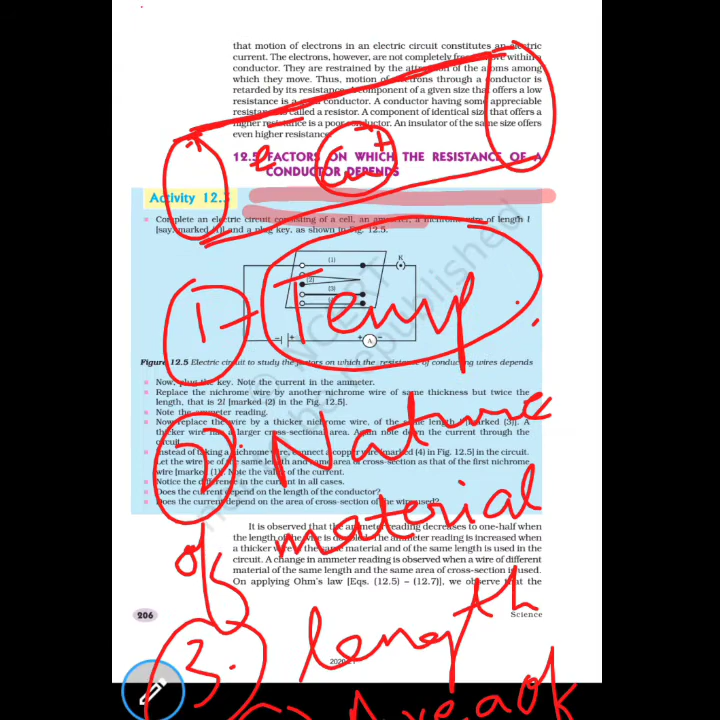 that motion of electrons in an electric circuit constitutes an electric
current. The electrons, however, are not completely free to move within a
conductor. They are restrained by the attraction of the atoms among
which they move. Thus, motion of electrons through a conductor is
retarded by its resistance. A component of a given size that offers a low
resistance is a good conductor. A conductor having some appreciable
resistance is called a resistor. A component of identical size that offers a
higher resistance is a poor conductor. An insulator of the same size offers
even higher resistance.
12.5 FACTORS ON WHICH THE RESISTANCE OF A
CONDUCTOR DEPENDS
Activity 12.
Complete an electric circuit consisting of a cell, an ammeter, a nichrome wire of length l
[say, marked (1)] and a plug key, as shown in Fig. 12.5.
(1)
K
(2)
(3)
A
1 - Temp.
Figure 12.5 Electric circuit to study the factors on which the resistance of conducting wires depends
Now, plug the key. Note the current in the ammeter.
Replace the nichrome wire by another nichrome wire of same thickness but twice the
length, that is 2l [marked (2) in the Fig. 12.5].
Note the ammeter reading.
Now replace the wire by a thicker nichrome wire, of the same length l [marked (3)]. A
thicker wire has a larger cross-sectional area. Again note down the current through the
circuit.
Instead of taking a nichrome wire, connect a copper wire [marked (4) in Fig. 12.5] in the circuit.
Let the wire be of the same length and same area of cross-section as that of the first nichrome
wire [marked (1)]. Note the value of the current.
Notice the difference in the current in all cases.
Does the current depend on the length of the conductor?
Does the current depend on the area of cross-section of the wire used?
2. Nature
of material
It is observed that the ammeter reading decreases to one-half when
the length of the wire is doubled. The ammeter reading is increased when
a thicker wire of the same material and of the same length is used in the
circuit. A change in ammeter reading is observed when a wire of different
material of the same length and the same area of cross-section is used.
On applying Ohm's law [Eqs. (12.5) – (12.7)], we observe that the
206
Science
3. length
Area of